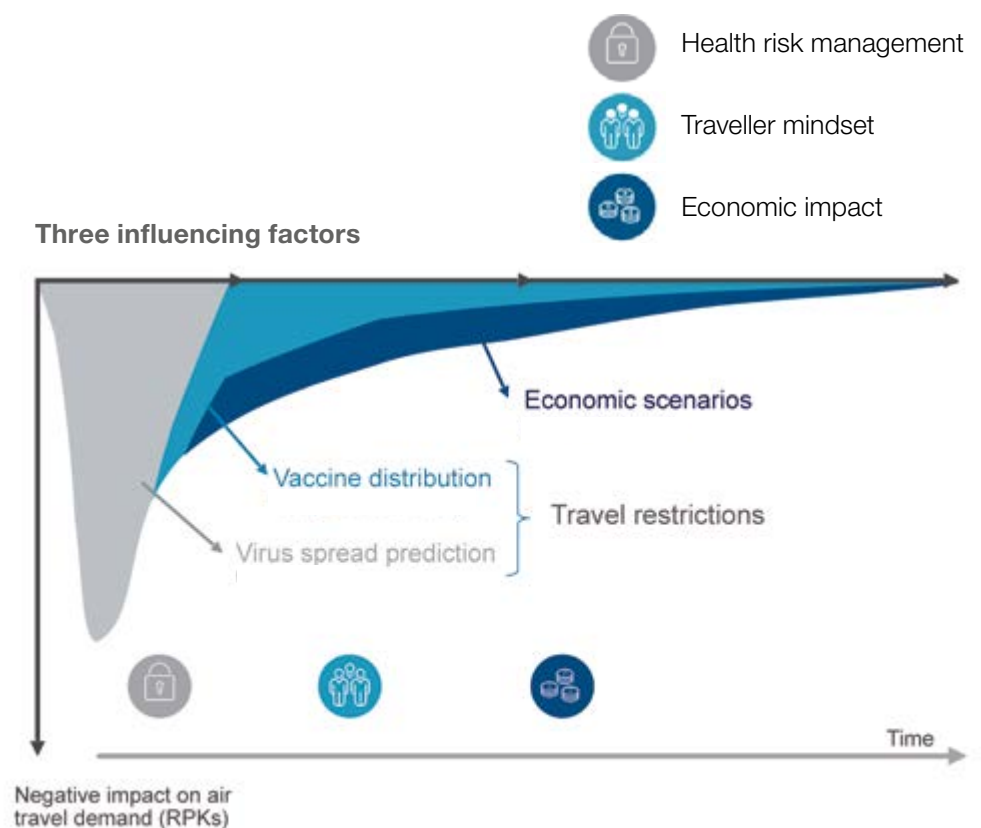 Health risk management
Traveller mindset
Economic impact
Three influencing factors
Economic scenarios
Vaccine distribution
Travel restrictions
Virus spread prediction
Time
Negative impact on air
travel demand (RPKs)